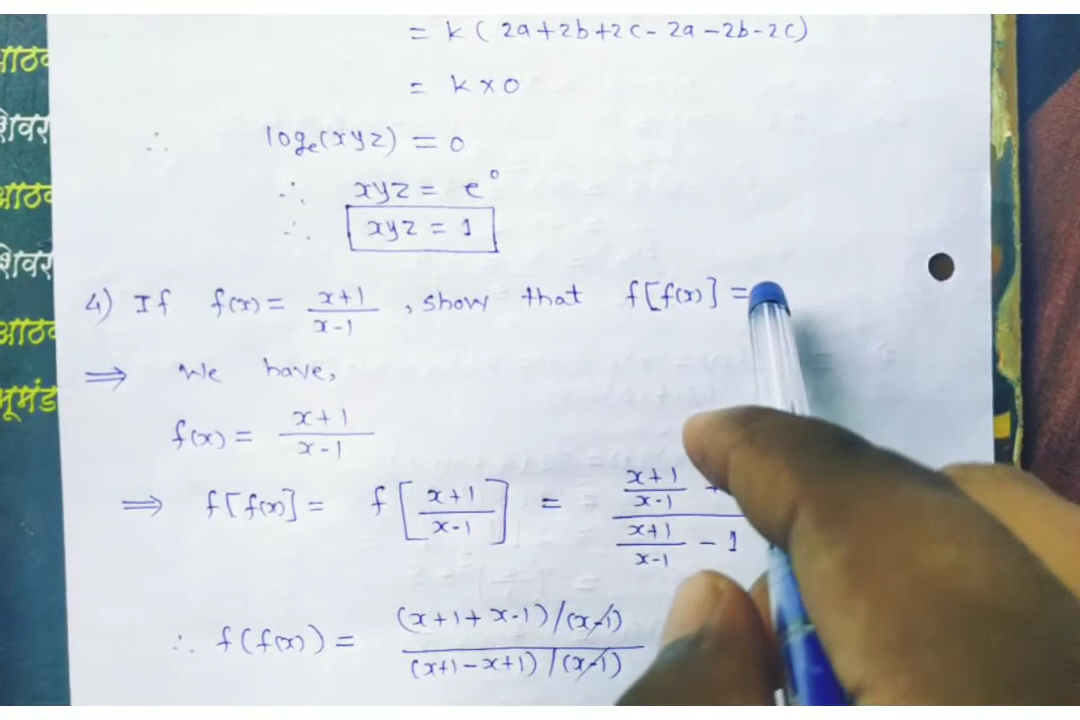 = k ( 2a+2b+2c- 2a -2b-2c)
= k × 0
∴ logₑ(xyz) = 0
∴ xyz = e⁰
∴ xyz = 1
4) If f(x) = x+1 / x-1 , show that f[f(x)] =
⇒ We have,
f(x) = x+1 / x-1
⇒ f[f(x)] = f[x+1 / x-1] = x+1 / x-1 + / x+1 / x-1 - 1
∴ f(f(x)) = (x+1+x-1)/(x-1) / (x+1-x+1)/(x-1)